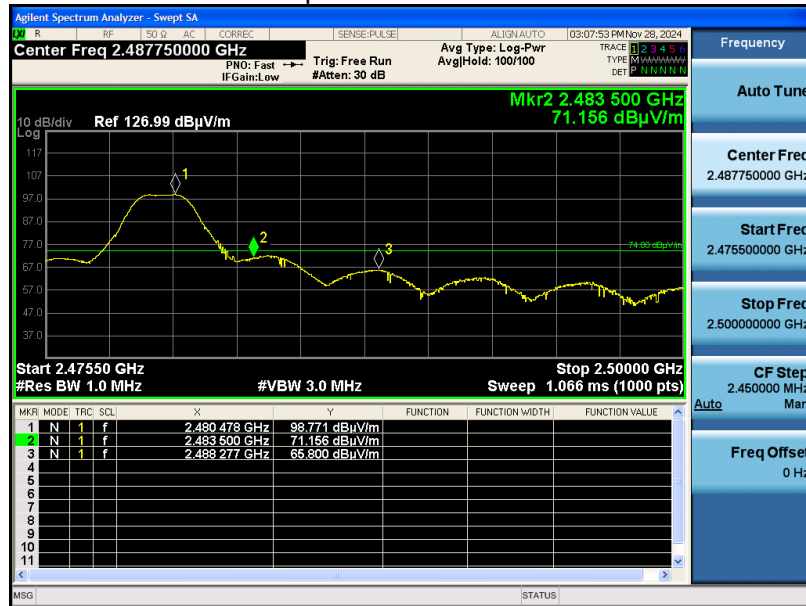 Agilent Spectrum Analyzer - Swept SA
LXI R RF 50 Ω AC CORREC SENSE:PULSE ALIGN AUTO 03:07:53 PM Nov 28, 2024
Center Freq 2.487750000 GHz
PNO: Fast
IFGain:Low
Trig: Free Run
#Atten: 30 dB
Avg Type: Log-Pwr
Avg|Hold: 100/100
TRACE 1 2 3 4 5 6
TYPE M
DET P N N N N N
Mkr2 2.483 500 GHz
71.156 dBµV/m
10 dB/div Ref 126.99 dBµV/m
Log
117
107
97.0
87.0
77.0
67.0
57.0
47.0
37.0
1
2
3
74.00 dBµV/m
Start 2.47550 GHz Stop 2.50000 GHz
#Res BW 1.0 MHz #VBW 3.0 MHz Sweep 1.066 ms (1000 pts)
MKR MODE TRC SCL X Y FUNCTION FUNCTION WIDTH FUNCTION VALUE
1 N 1 f 2.480 478 GHz 98.771 dBµV/m
2 N 1 f 2.483 500 GHz 71.156 dBµV/m
3 N 1 f 2.488 277 GHz 65.800 dBµV/m
4
5
6
7
8
9
10
11
MSG STATUS
Frequency
Auto Tune
Center Freq
2.487750000 GHz
Start Freq
2.475500000 GHz
Stop Freq
2.500000000 GHz
CF Step
2.450000 MHz
Auto Man
Freq Offset
0 Hz